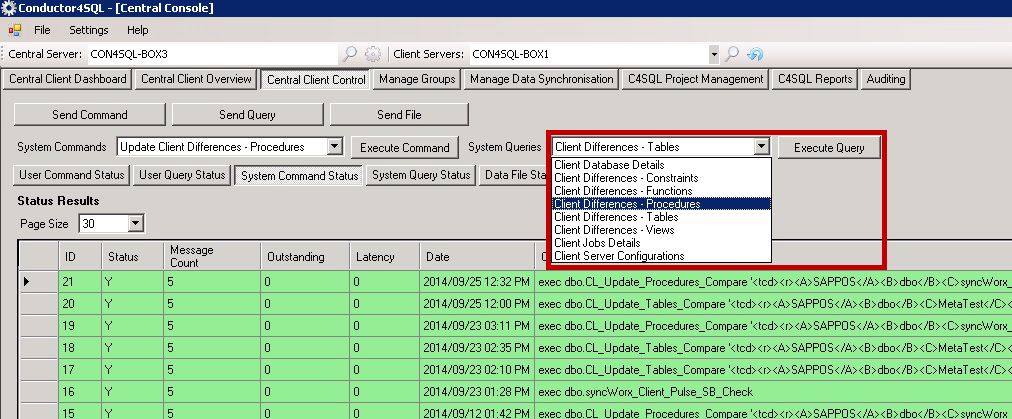 Conductor4SQL - [Central Console]
File Settings Help
Central Server: CON4SQL-BOX3 Client Servers: CON4SQL-BOX1
Central Client Dashboard Central Client Overview Central Client Control Manage Groups Manage Data Synchronisation C4SQL Project Management C4SQL Reports Auditing
Send Command Send Query Send File
System Commands Update Client Differences - Procedures Execute Command System Queries Client Differences - Tables Execute Query
Client Database Details
Client Differences - Constraints
Client Differences - Functions
Client Differences - Procedures
Client Differences - Tables
Client Differences - Views
Client Jobs Details
Client Server Configurations
User Command Status User Query Status System Command Status System Query Status Data File Sta
Status Results
Page Size 30
ID Status Message Count Outstanding Latency Date C
21 Y 5 0 0 2014/09/25 12:32 PM exec dbo.CL_Update_Procedures_Compare '<tcd><r><A>SAPPOS</A><B>dbo</B><C>syncWorx_
20 Y 5 0 0 2014/09/25 12:00 PM exec dbo.CL_Update_Tables_Compare '<tcd><r><A>SAPPOS</A><B>dbo</B><C>MetaTest</C><
19 Y 5 0 0 2014/09/23 03:11 PM exec dbo.CL_Update_Procedures_Compare '<tcd><r><A>SAPPOS</A><B>dbo</B><C>syncWorx_
18 Y 5 0 0 2014/09/23 02:35 PM exec dbo.CL_Update_Tables_Compare '<tcd><r><A>SAPPOS</A><B>dbo</B><C>MetaTest</C><
17 Y 5 0 0 2014/09/23 02:10 PM exec dbo.CL_Update_Tables_Compare '<tcd><r><A>SAPPOS</A><B>dbo</B><C>MetaTest</C><
16 Y 5 0 0 2014/09/23 01:28 PM exec dbo.syncWorx_Client_Pulse_SB_Check
15 Y 5 0 0 2014/09/12 01:42 PM exec dbo.CL_Update_Procedures_Compare '<tcd><r><A>SAPPOS</A><B>dbo</B><C>syncWorx_